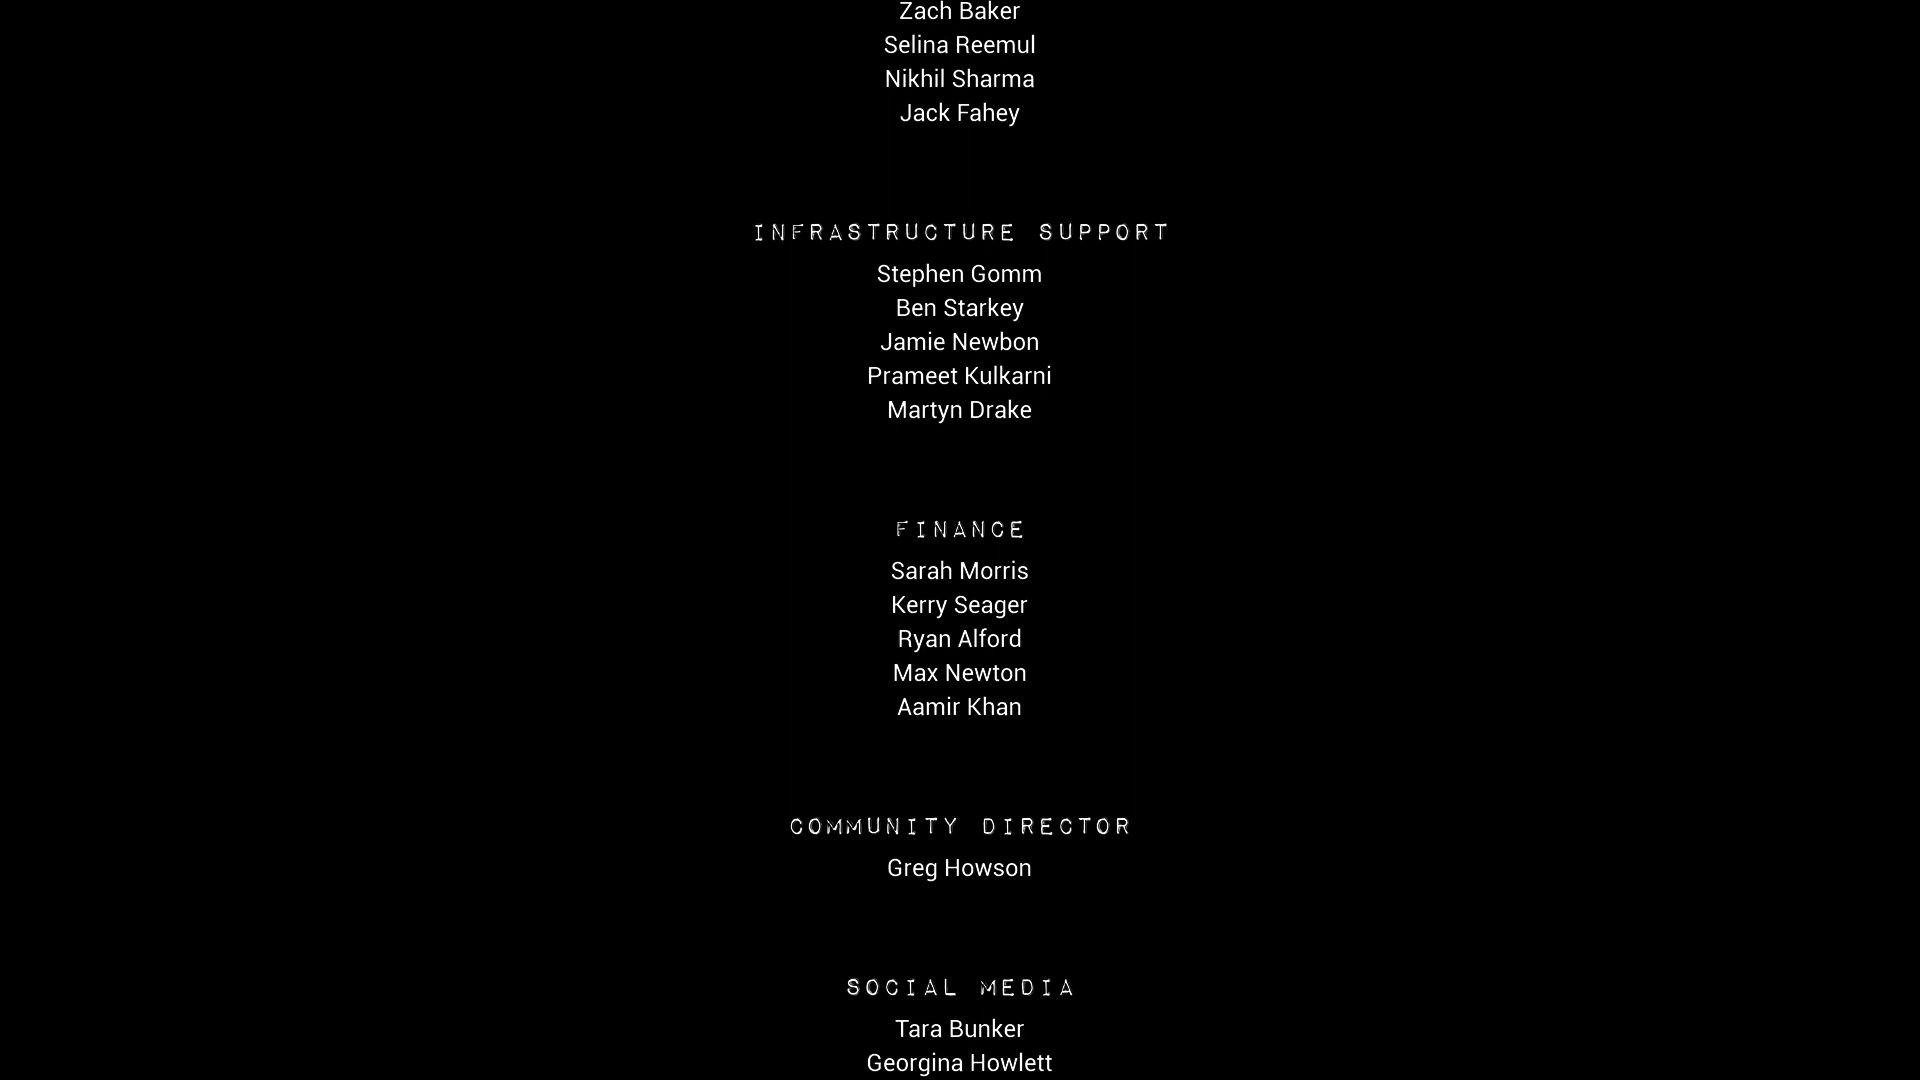 Zach Baker
Selina Reemul
Nikhil Sharma
Jack Fahey
INFRASTRUCTURE SUPPORT
Stephen Gomm
Ben Starkey
Jamie Newbon
Prameet Kulkarni
Martyn Drake
FINANCE
Sarah Morris
Kerry Seager
Ryan Alford
Max Newton
Aamir Khan
COMMUNITY DIRECTOR
Greg Howson
SOCIAL MEDIA
Tara Bunker
Georgina Howlett